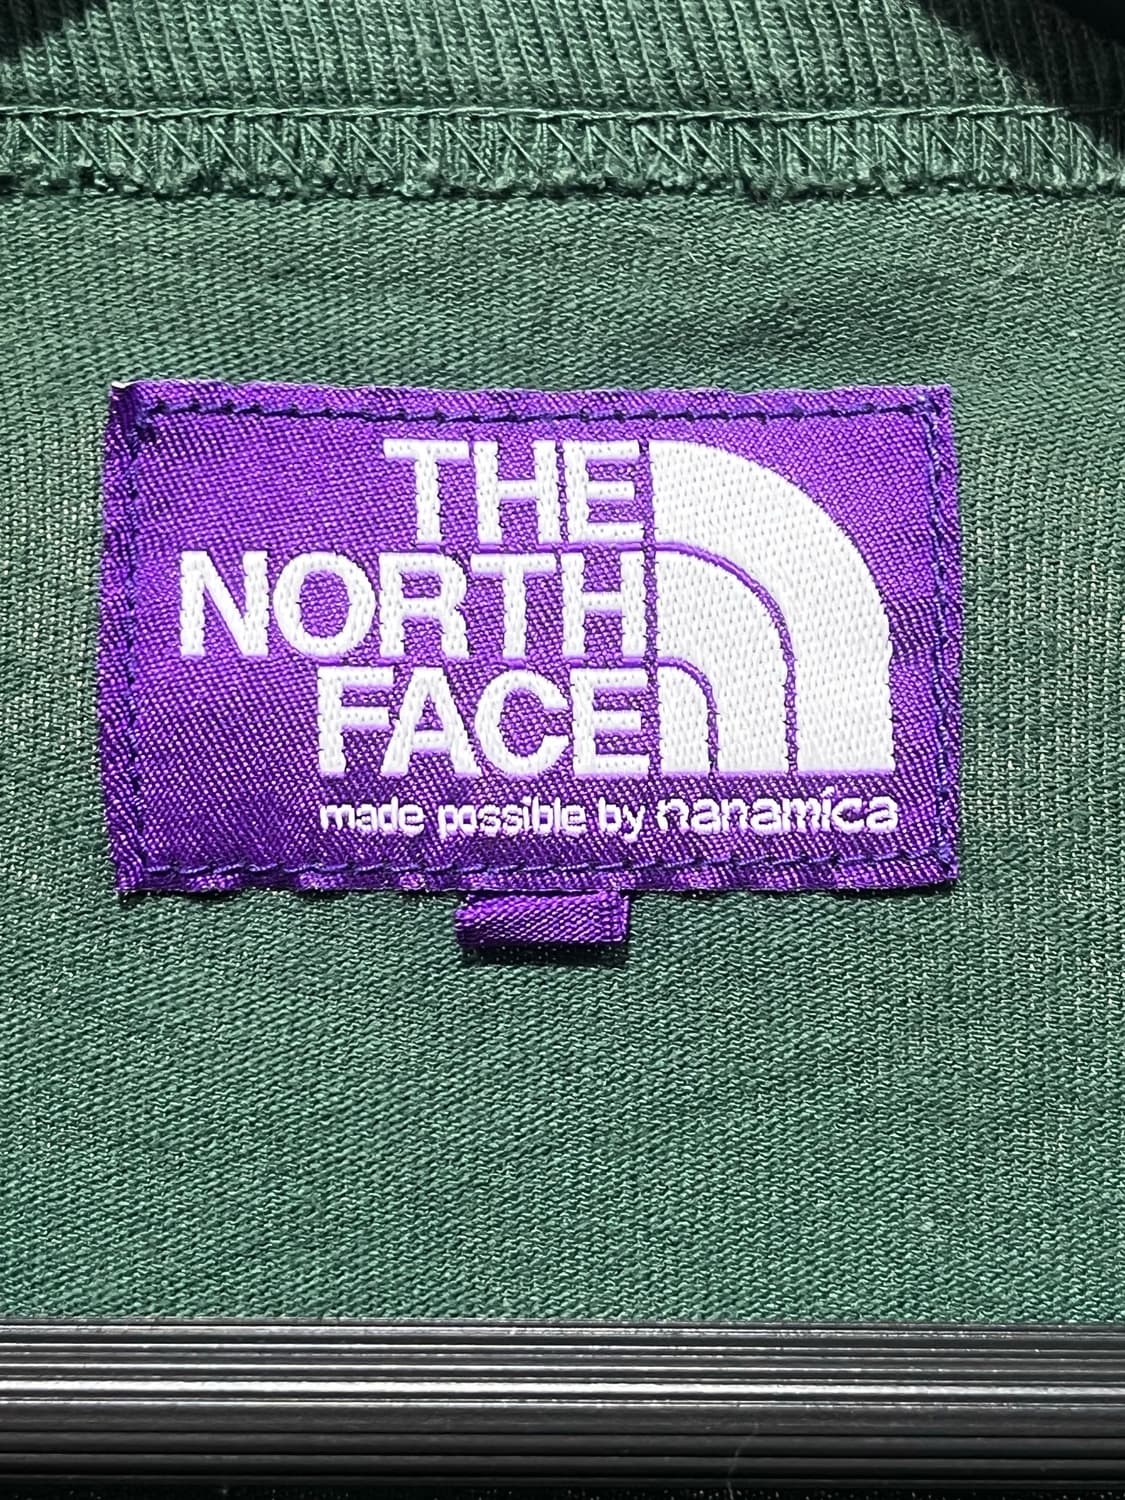 THE
NORTH
FACE
made possible by nanamica